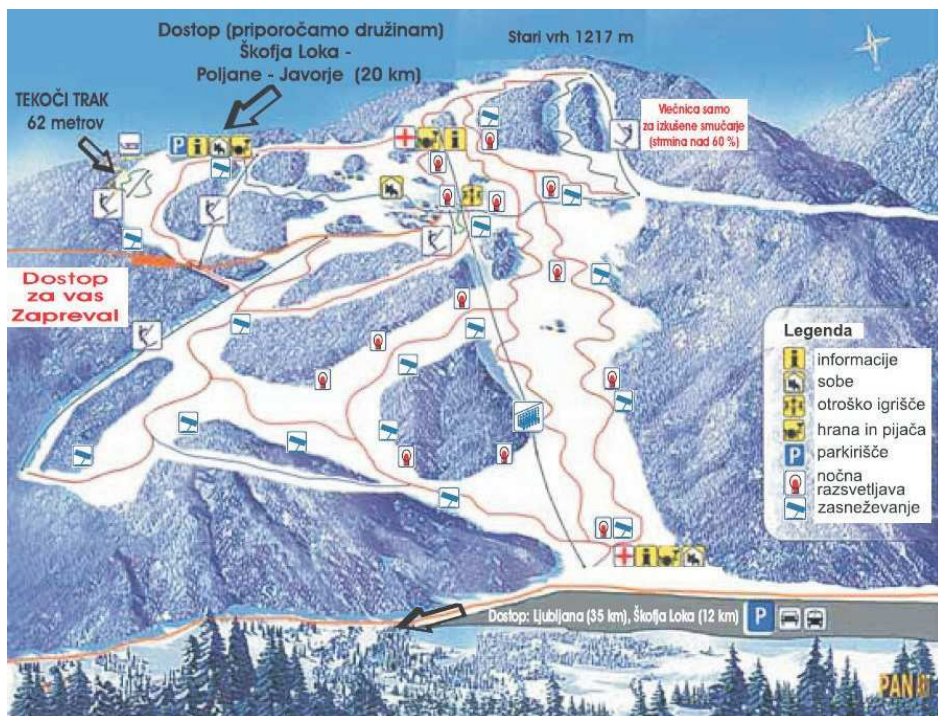 Dostop (priporočamo družinam)
Škofja Loka -
Poljane - Javorje (20 km)
Stari vrh 1217 m
TEKOČI TRAK
62 metrov
Vlečnica samo
za izkušene smučarje
(strmina nad 60 %)
Dostop
za vas
Zapreval
Legenda
informacije
sobe
otroško igrišče
hrana in pijača
P parkirišče
nočna
razsvetljava
zasneževanje
P
Dostop: Ljubljana (35 km), Škofja Loka (12 km)
P